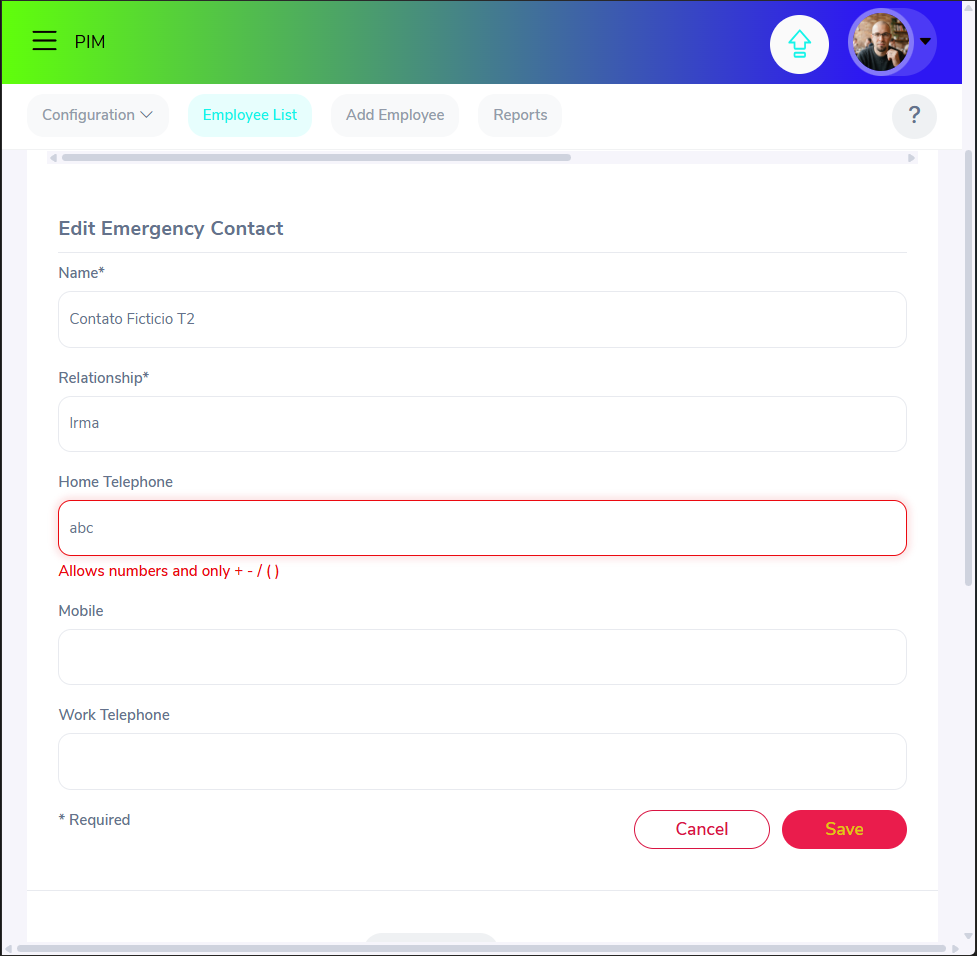 PIM
Configuration
Employee List
Add Employee
Reports
?
Edit Emergency Contact
Name*
Contato Ficticio T2
Relationship*
Irma
Home Telephone
abc
Allows numbers and only + - / ( )
Mobile
Work Telephone
* Required
Cancel
Save